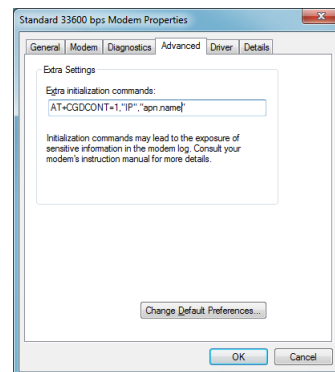 Standard 33600 bps Modem Properties
General Modem Diagnostics Advanced Driver Details
Extra Settings
Extra initialization commands:
AT+CGDCONT=1,"IP","apn.name"
Initialization commands may lead to the exposure of
sensitive information in the modem log. Consult your
modem's instruction manual for more details.
Change Default Preferences...
OK Cancel